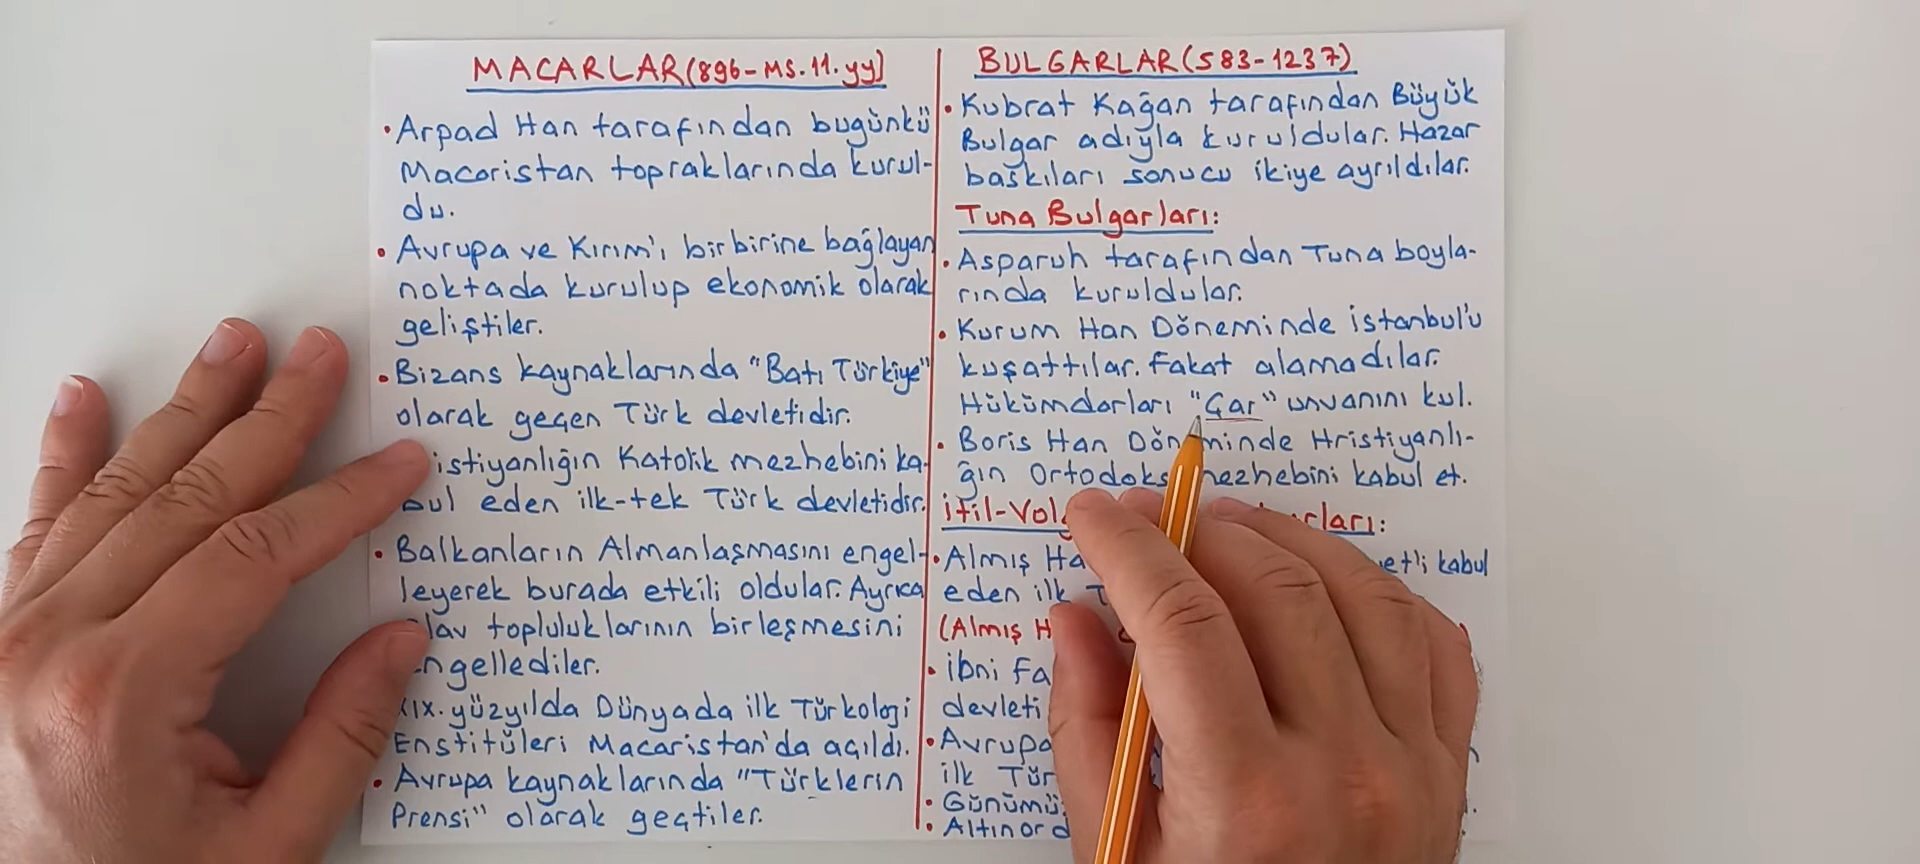 MACARLAR(896-MS.11.yy)
•Arpad Han tarafından bugünkü
Macaristan topraklarında kurul-
du.
• Avrupa ve Kırım'ı birbirine bağlayan
noktada kurulup ekonomik olarak
geliştiler.
•Bizans kaynaklarında "Batı Türkiye"
olarak geçen Türk devletidir.
istiyanlığın Katolik mezhebini ka-
bul eden ilk-tek Türk devletidir.
• Balkanların Almanlaşmasını engel-
leyerek burada etkili oldular. Ayrıca
lav topluluklarının birleşmesini
ngellediler.
XIX. yüzyılda Dünyada ilk Türkoloji
Enstitüleri Macaristan'da açıldı.
• Avrupa kaynaklarında "Türklerin
Prensi" olarak geçtiler.
BULGARLAR(583-1237)
•Kubrat Kağan tarafından Büyük
Bulgar adıyla kuruldular. Hazar
baskıları sonucu ikiye ayrıldılar.
Tuna Bulgarları:
•Asparuh tarafından Tuna boyla-
rında kuruldular.
•Kurum Han Döneminde İstanbul'u
kuşattılar. Fakat alamadılar.
Hükümdarları "Çar" unvanını kul.
• Boris Han Dön minde Hristiyanlı-
ğın Ortodoks mezhebini kabul et.
İtil-Volg rları:
•Almış Ha et'i kabul
eden ilk T
(Almış H
• İbni Fa
devleti
•Avrupa
ilk Tür
• Günümü
• Altınord